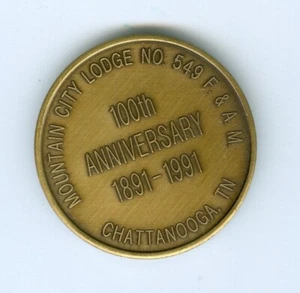 MOUNTAIN CITY LODGE NO. 549 F. & A. M.
100th
ANNIVERSARY
1891-1991
CHATTANOOGA, TN